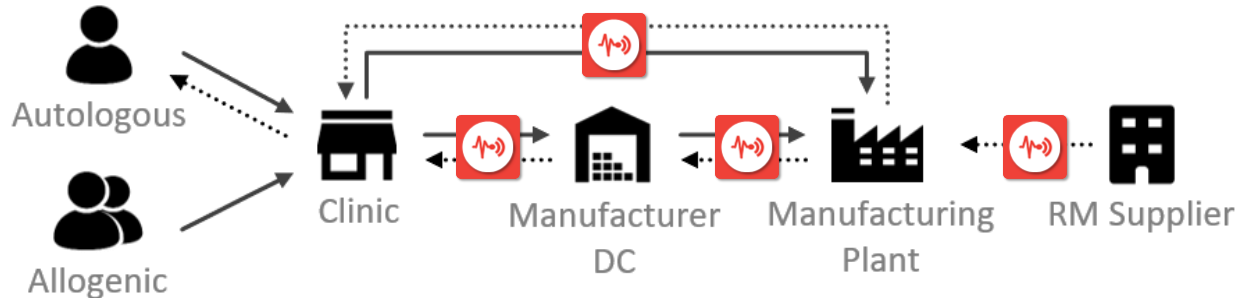 Autologous
Allogenic
Clinic
Manufacturer
DC
Manufacturing
Plant
RM Supplier